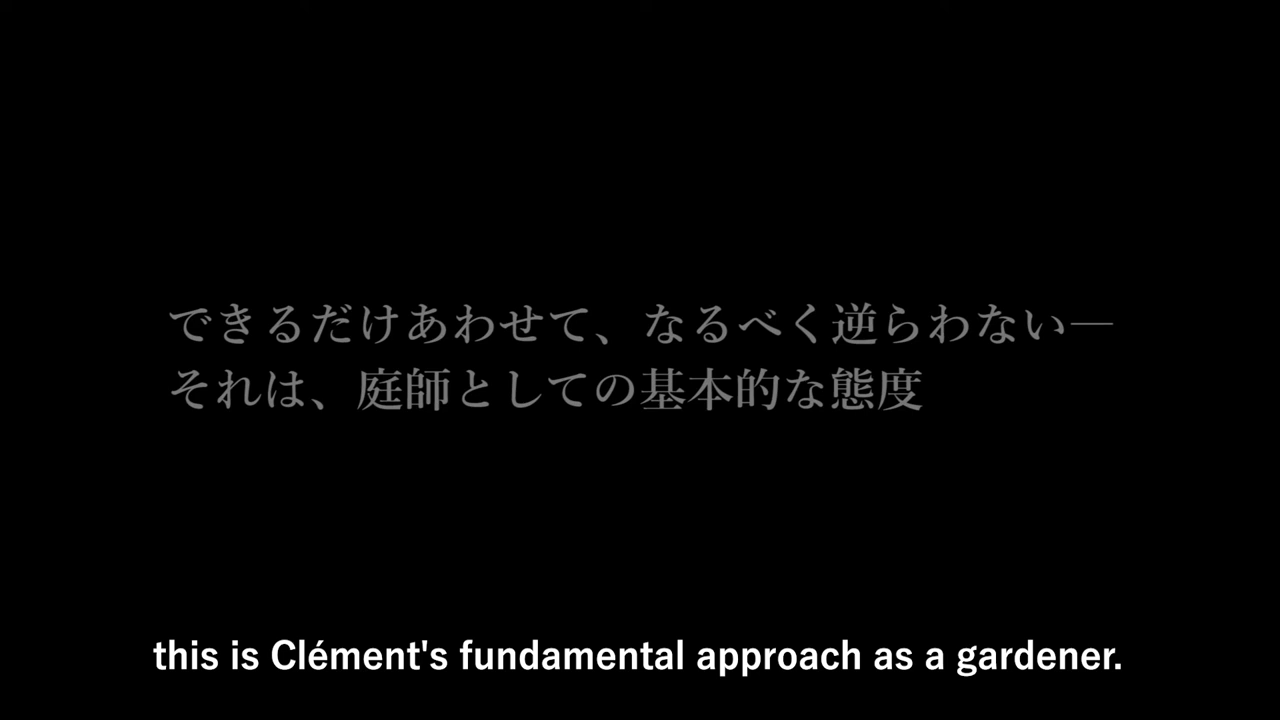 できるだけあわせて、なるべく逆らわない—
それは、庭師としての基本的な態度
this is Clément's fundamental approach as a gardener.